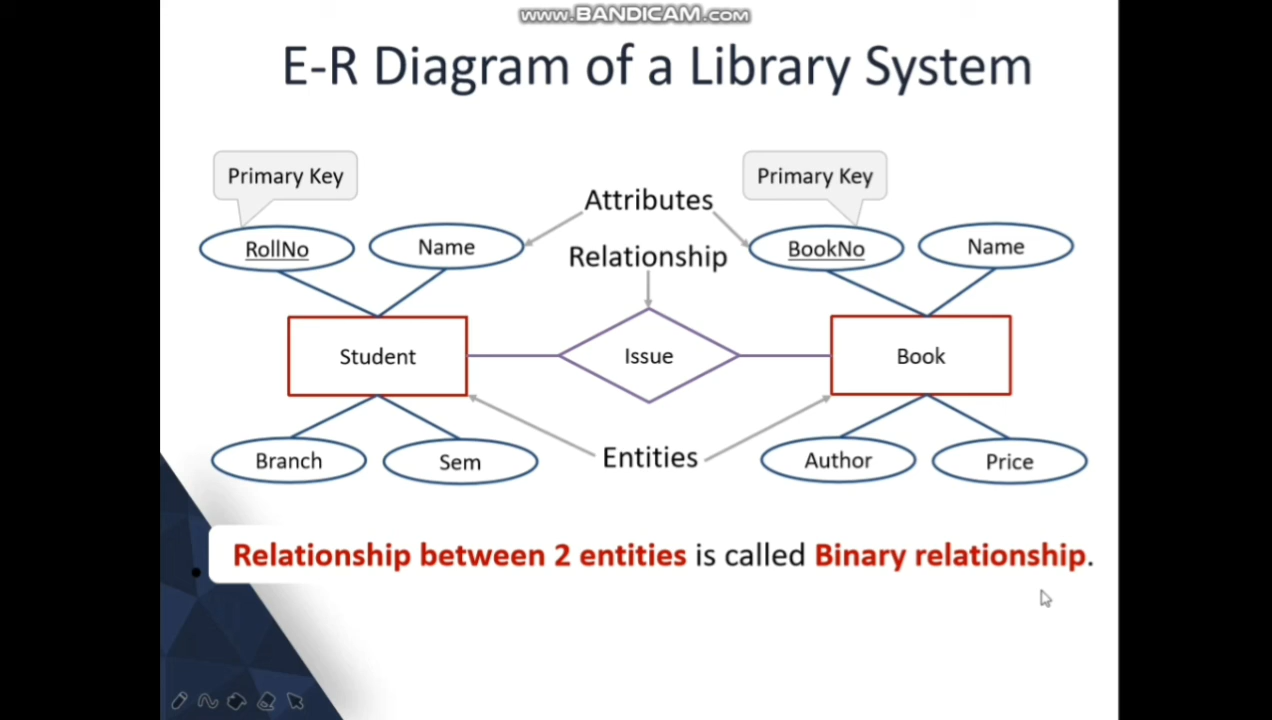 www.BANDICAM.com
E-R Diagram of a Library System
Primary Key
Primary Key
Attributes
RollNo
Name
Relationship
BookNo
Name
Student
Issue
Book
Branch
Sem
Entities
Author
Price
Relationship between 2 entities is called Binary relationship.